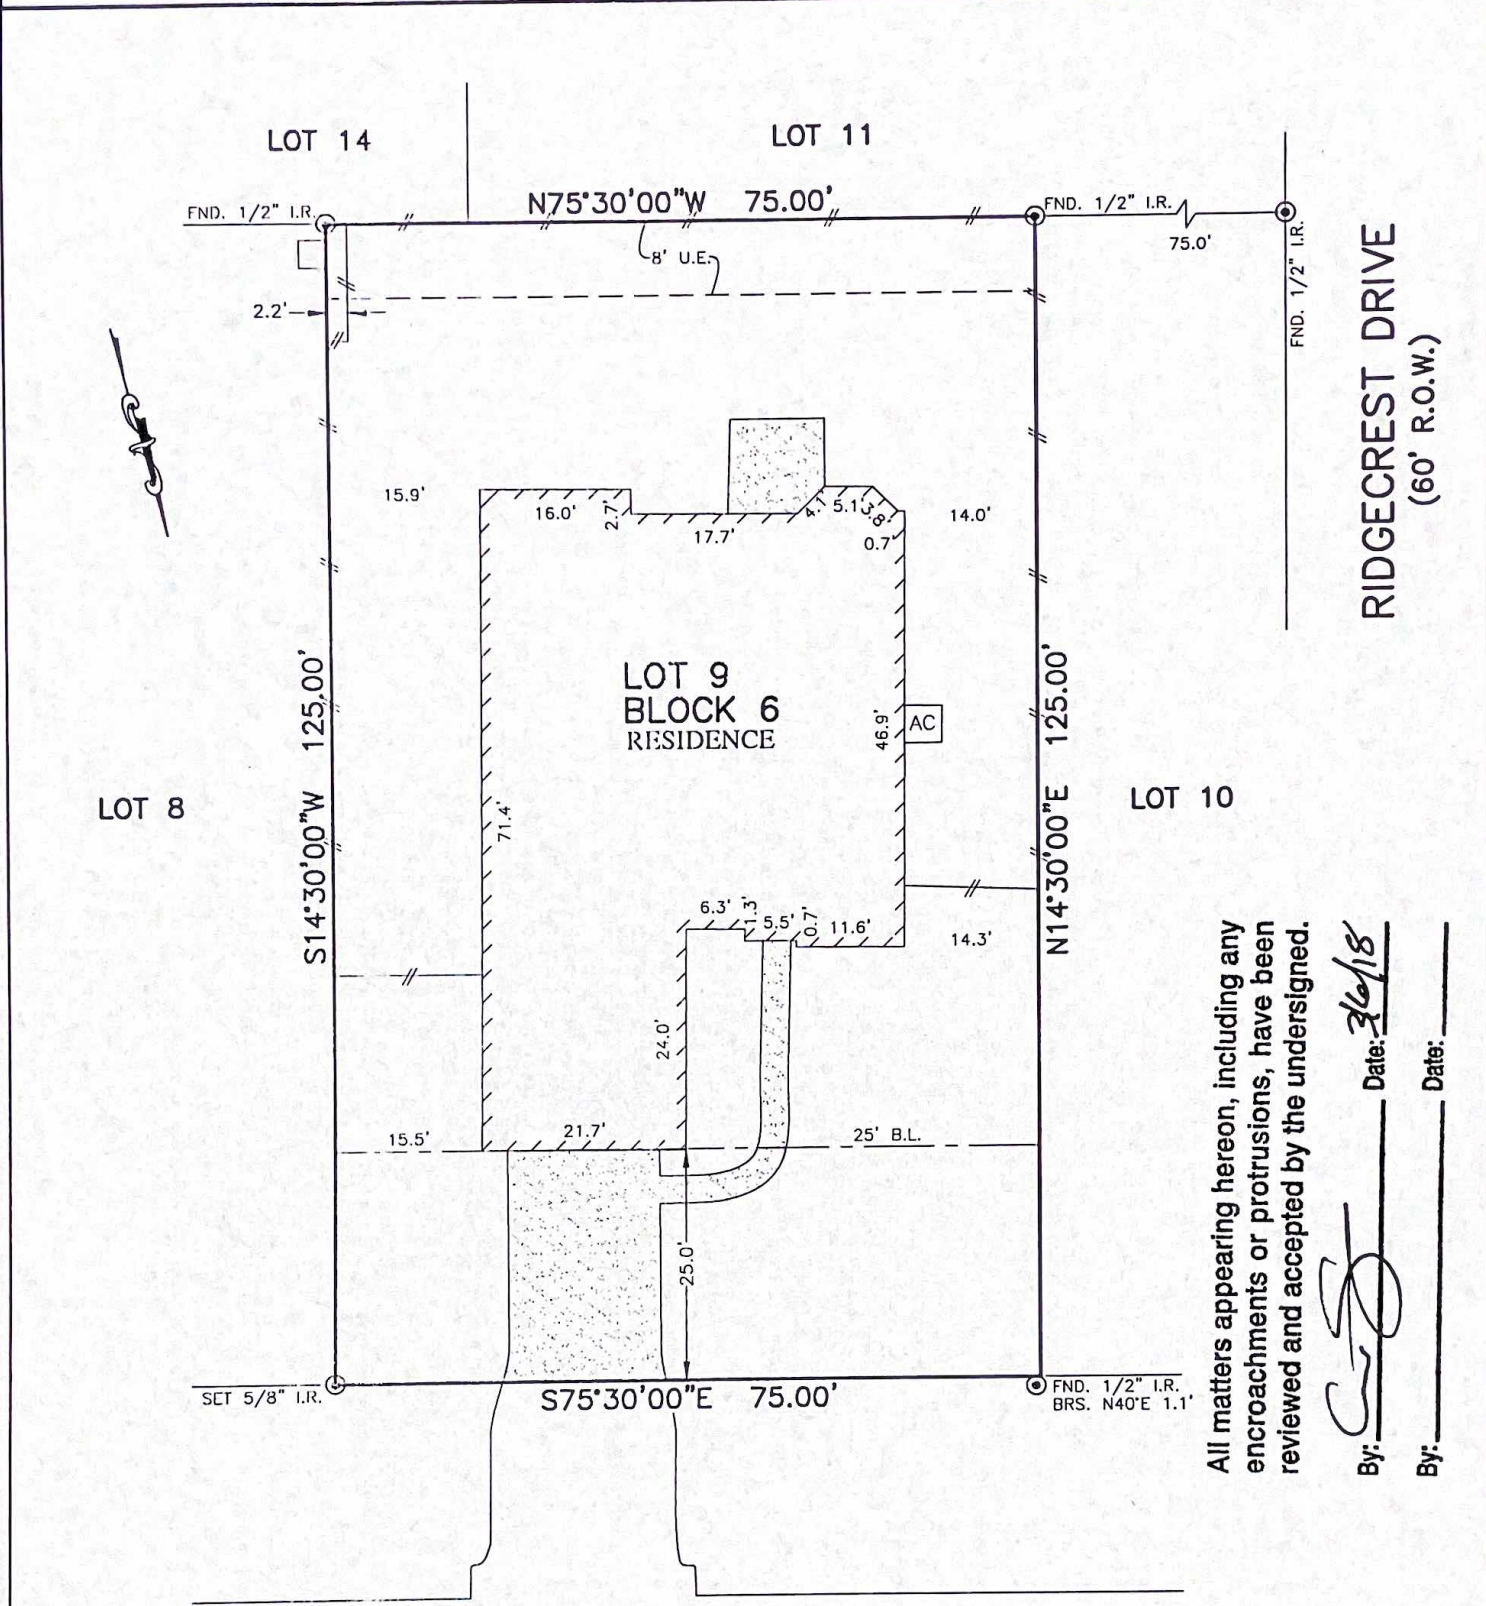 LOT 14
LOT 11
N75°30'00"W 75.00'
FND. 1/2" I.R.
FND. 1/2" I.R.
75.0'
FND. 1/2" I.R.
8' U.E.
2.2'
RIDGECREST DRIVE
(60' R.O.W.)
15.9'
16.0'
2.7'
17.7'
4.1
5.1'
3.8'
0.7'
14.0'
S14°30'00"W 125.00'
LOT 9
BLOCK 6
RESIDENCE
46.9'
AC
N14°30'00"E 125.00'
LOT 8
71.4'
LOT 10
6.3'
1.3'
5.5'
0.7'
11.6'
14.3'
24.0'
15.5'
21.7'
25' B.L.
25.0'
SET 5/8" I.R.
S75°30'00"E 75.00'
FND. 1/2" I.R.
BRS. N40°E 1.1'
All matters appearing hereon, including any
encroachments or protrusions, have been
reviewed and accepted by the undersigned.
By: Date: 3/6/18
By: Date: